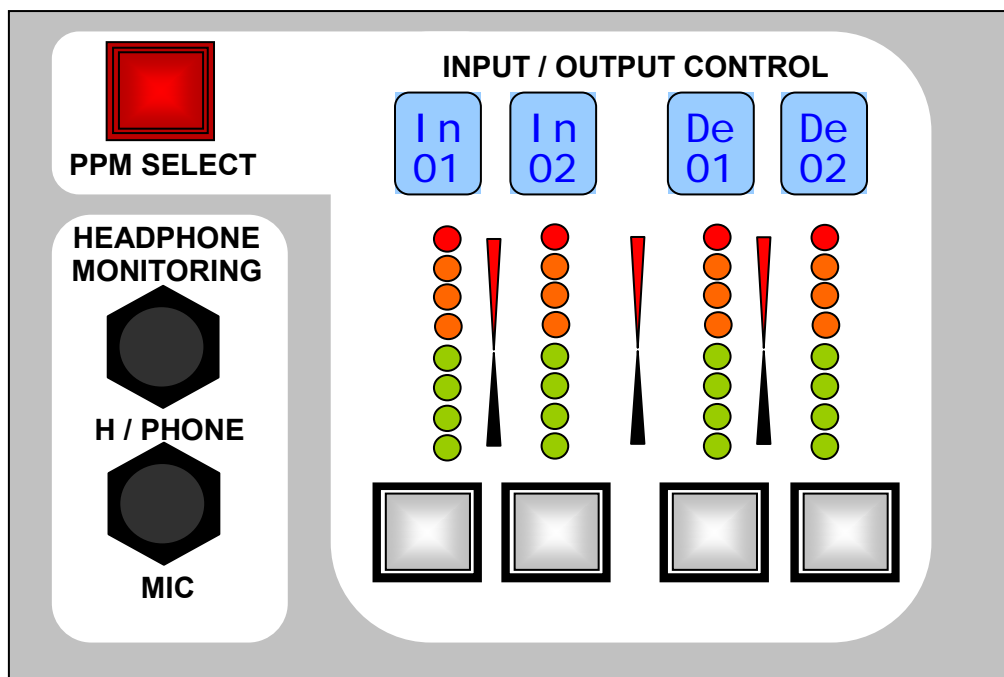 PPM SELECT
INPUT / OUTPUT CONTROL
In
01
In
02
De
01
De
02
HEADPHONE
MONITORING
H / PHONE
MIC